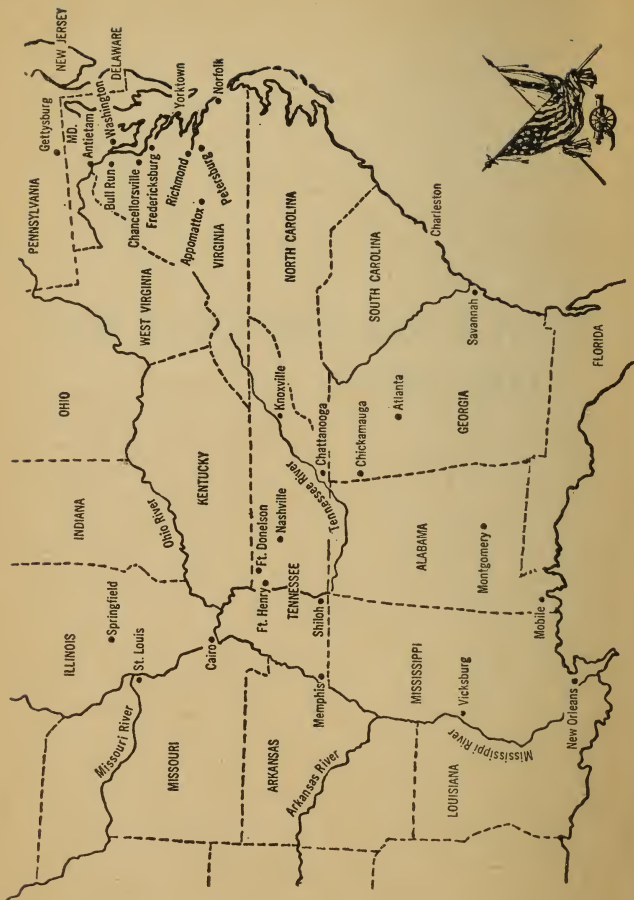 PENNSYLVANIA
NEW JERSEY
Gettysburg
MD.
DELAWARE
Antietam
Washington
OHIO
INDIANA
ILLINOIS
Springfield
St. Louis
Missouri River
MISSOURI
Ohio River
WEST VIRGINIA
Bull Run
Chancellorsville
Fredericksburg
Richmond
Yorktown
Norfolk
Appomattox
Petersburg
VIRGINIA
KENTUCKY
Cairo
Ft. Henry
Ft. Donelson
Nashville
TENNESSEE
Knoxville
NORTH CAROLINA
Shiloh
Tennessee River
Chattanooga
Memphis
ARKANSAS
Arkansas River
Chickamauga
Atlanta
SOUTH CAROLINA
Charleston
MISSISSIPPI
Vicksburg
ALABAMA
Montgomery
GEORGIA
Savannah
LOUISIANA
Mississippi River
New Orleans
Mobile
FLORIDA